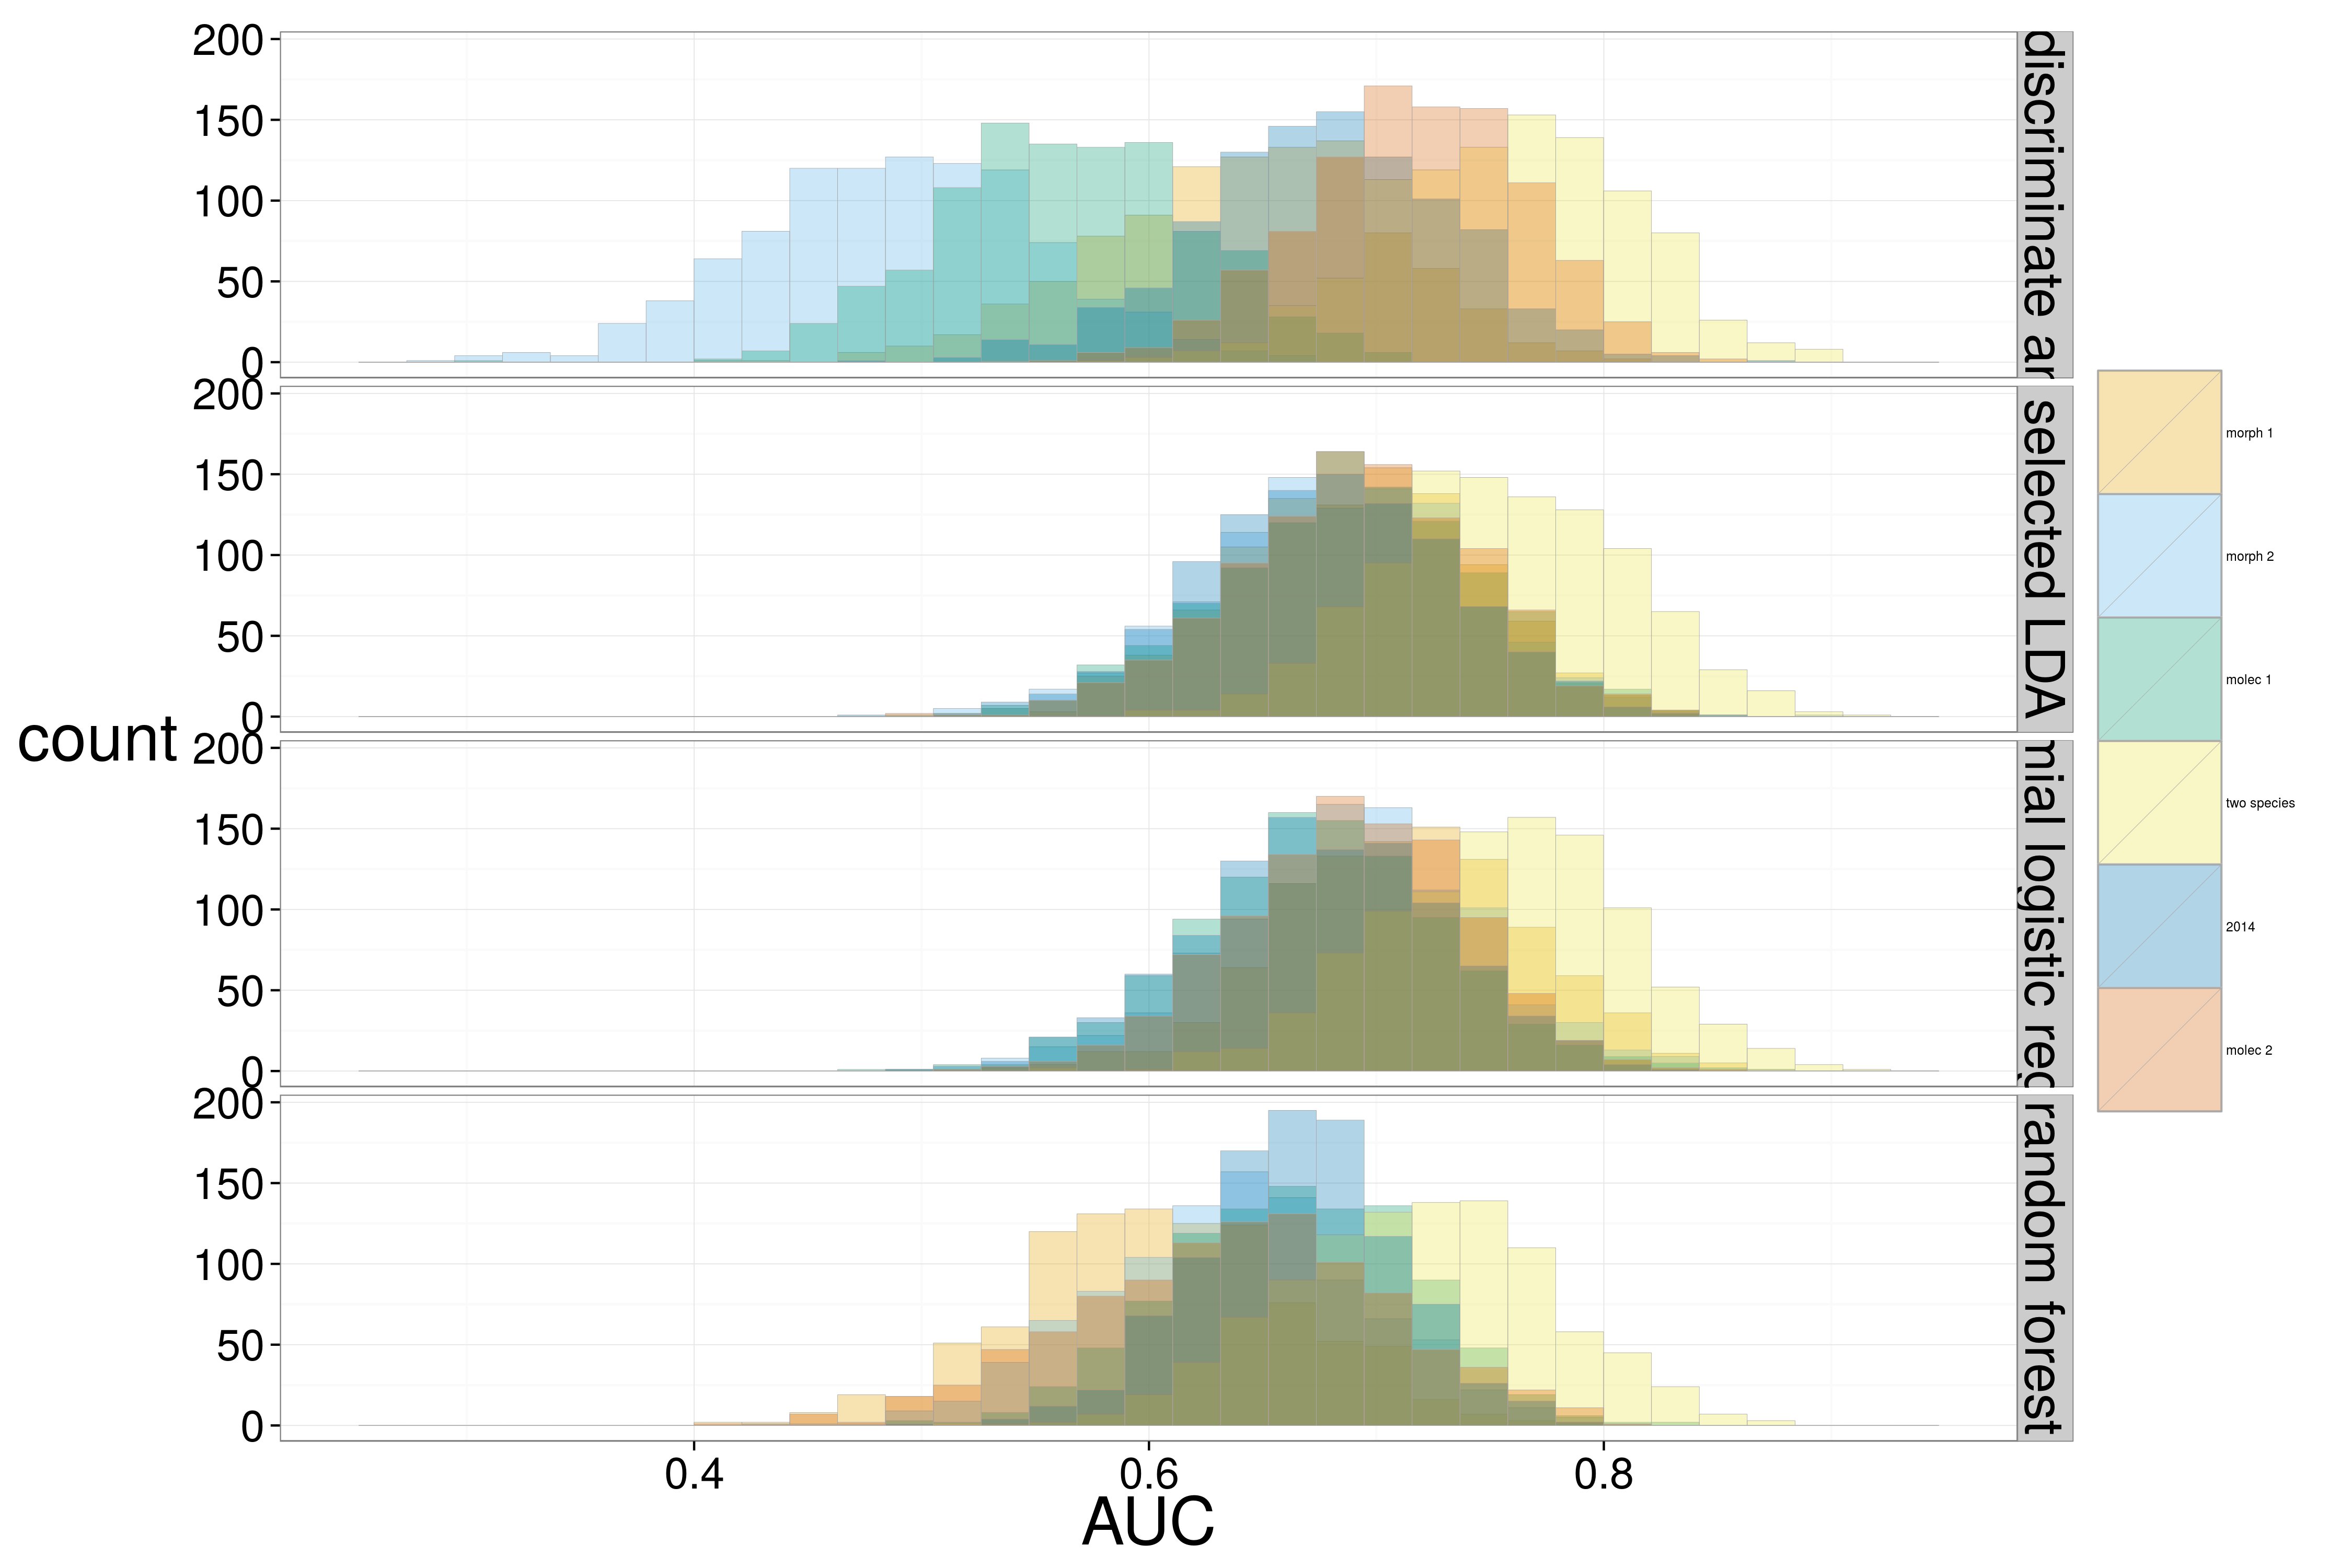 200
150
100
50
0
discriminate ar
200
150
100
50
0
selected LDA
count
200
150
100
50
0
mial logistic reg
200
150
100
50
0
random forest
0.4 0.6 0.8
AUC
morph 1
morph 2
molec 1
two species
2014
molec 2